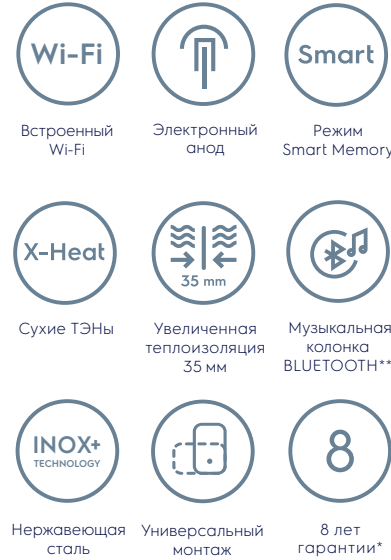 Wi-Fi
Smart
Встроенный
Wi-Fi
Электронный
анод
Режим
Smart Memory
X-Heat
35 mm
Сухие ТЭНы
Увеличенная
теплоизоляция
35 мм
Музыкальная
колонка
BLUETOOTH**
INOX+
TECHNOLOGY
8
Нержавеющая
сталь
Универсальный
монтаж
8 лет
гарантии*